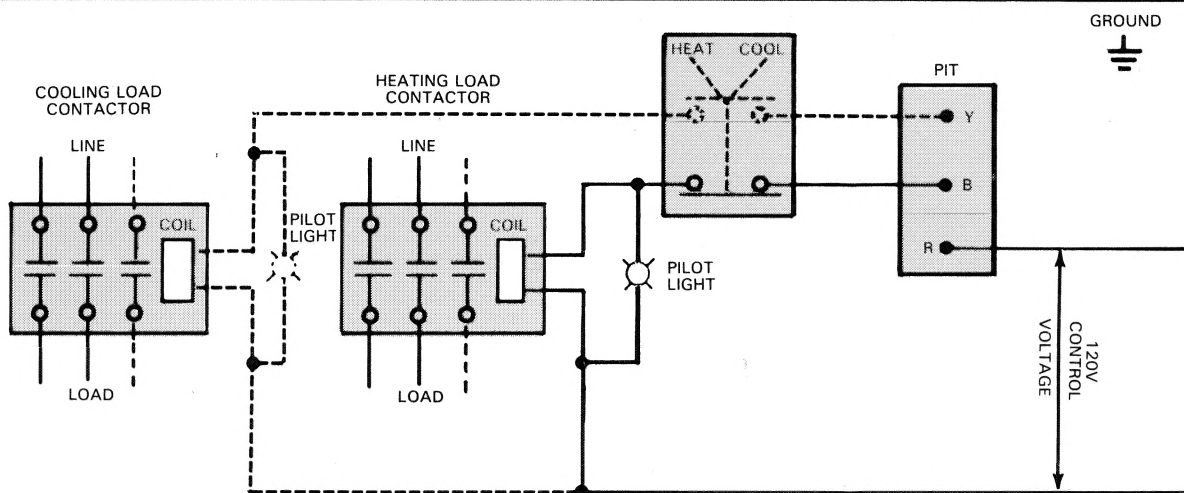 GROUND
HEAT COOL
PIT
HEATING LOAD
CONTACTOR
COOLING LOAD
CONTACTOR
Y
LINE
LINE
B
COIL
PILOT
LIGHT
COIL
R
PILOT
LIGHT
120V
CONTROL
VOLTAGE
LOAD
LOAD